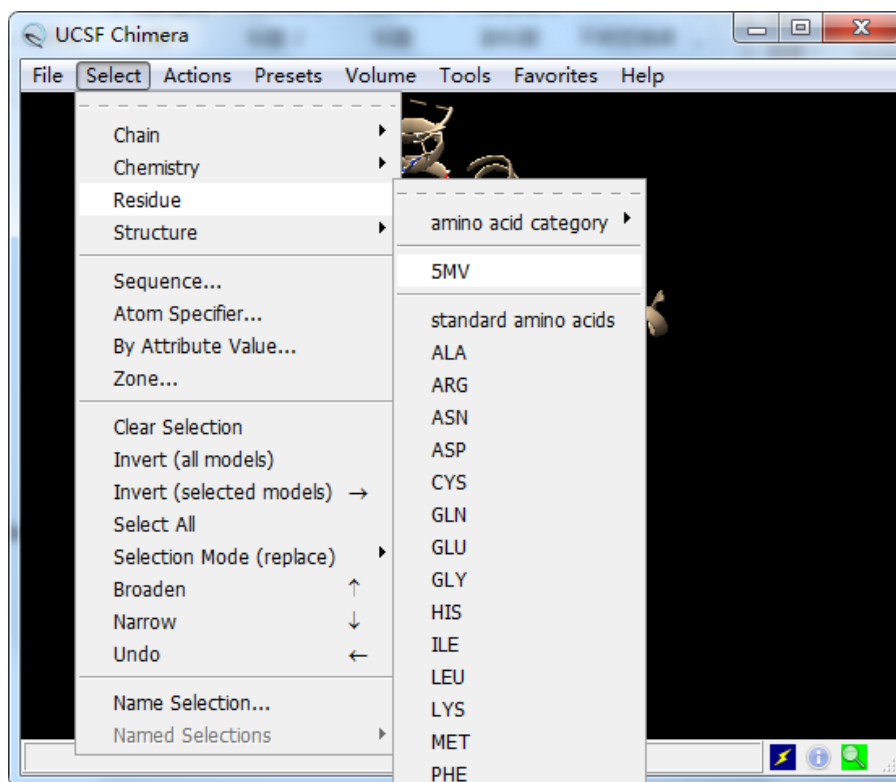 UCSF Chimera
File Select Actions Presets Volume Tools Favorites Help
Chain
Chemistry
Residue
Structure
Sequence...
Atom Specifier...
By Attribute Value...
Zone...
Clear Selection
Invert (all models)
Invert (selected models) →
Select All
Selection Mode (replace)
Broaden ↑
Narrow ↓
Undo ←
Name Selection...
Named Selections
amino acid category
5MV
standard amino acids
ALA
ARG
ASN
ASP
CYS
GLN
GLU
GLY
HIS
ILE
LEU
LYS
MET
PHE